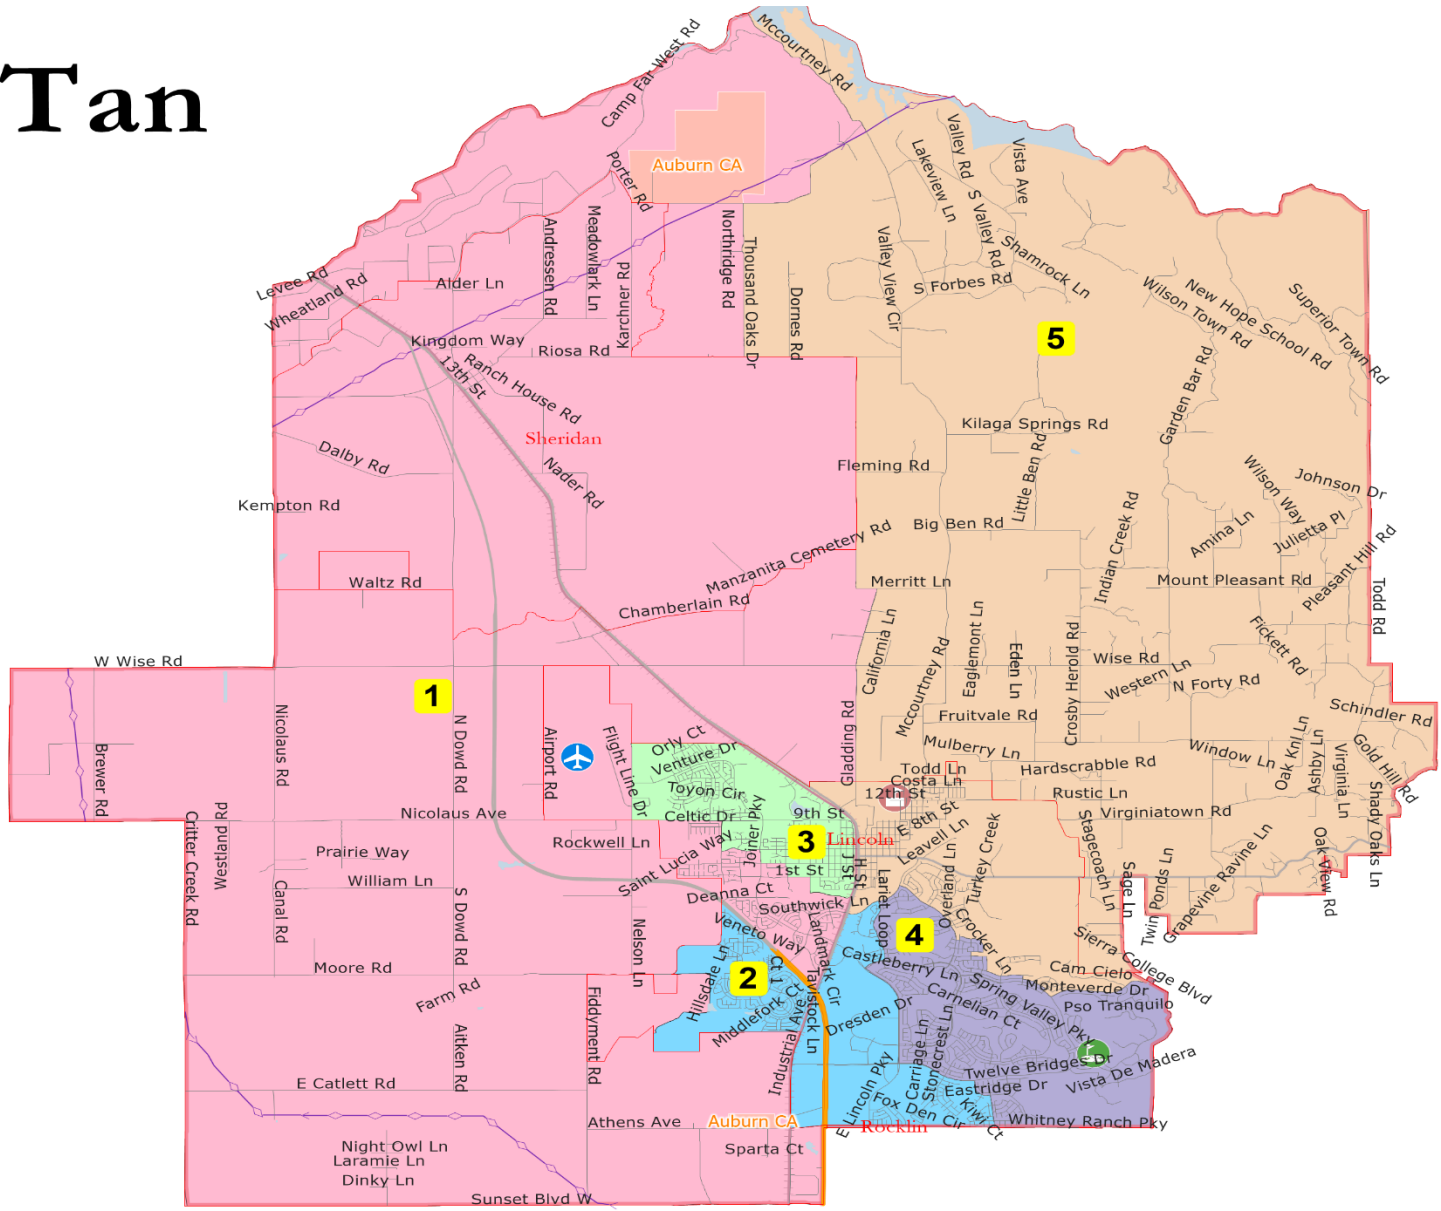 Tan
Mccourtney Rd
Camp Far West Rd
Auburn CA
Porter Rd
Valley Rd
Lakeview Ln
Vista Ave
S Valley Rd
Andressen Rd
Meadowlark Ln
Karchner Rd
Northridge Rd
Thousand Oaks Dr
Dornes Rd
Valley View Cir
Shamrock Ln
S Forbes Rd
Levee Rd
Wheatland Rd
Alder Ln
Wilson Town Rd
New Hope School Rd
Superior Town Rd
Kingdom Way
Riosa Rd
13th St
Ranch House Rd
5
Garden Bar Rd
Sheridan
Kilaga Springs Rd
Dalby Rd
Nader Rd
Fleming Rd
Little Ben Rd
Wilson Way
Johnson Dr
Kempton Rd
Manzanita Cemetery Rd
Big Ben Rd
Indian Creek Rd
Amina Ln
Julietta Pl
Pleasant Hill Rd
Waltz Rd
Chamberlain Rd
Merritt Ln
Mount Pleasant Rd
Todd Rd
California Ln
Mccourtney Rd
Eaglemont Ln
Eden Ln
Crosby Herold Rd
Fickett Rd
W Wise Rd
Wise Rd
Western Ln
N Forty Rd
1
Nicolaus Rd
N Dowd Rd
Brewer Rd
Airport Rd
Flight Line Dr
Orly Ct
Venture Dr
Gladding Rd
Fruitvale Rd
Schindler Rd
Mulberry Ln
Window Ln
Oak Knl Ln
Ashby Ln
Virginia Ln
Gold Hill Rd
Shady Oaks Ln
Toyon Cir
Todd Ln
Costa Ln
12th St
Hardscrabble Rd
Rustic Ln
Virginiatown Rd
Nicolaus Ave
Celtic Dr
Joiner Pky
9th St
E 8th St
Critter Creek Rd
Westland Rd
Rockwell Ln
3
Lincoln
Leavell Ln
Prairie Way
William Ln
Saint Lucia Way
1st St
J St
H St
Lariet Loop
Overland Ln
Turkey Creek
Stagecoach Ln
Sage Ln
Twin Ponds Ln
Grapevine Ravine Ln
Oak View Rd
Canal Rd
S Dowd Rd
Nelson Ln
Deanna Ct
Southwick Ln
Veneto Way
Landmark Cir
4
Crocker Ln
Sierra College Blvd
Moore Rd
Farm Rd
Hillsdale Ln
2
Ct 1
Castleberry Ln
Cam Cielo
Monteverde Dr
Pso Tranquilo
Fiddyment Rd
Middlefork Ct
Tavistock Ln
Dresden Dr
Carnelian Ct
Spring Valley Pky
Aitken Rd
Industrial Ave
Carriage Ln
Stonecrest Ln
Twelve Bridges Dr
Vista De Madera
E Catlett Rd
E Lincoln Pky
Eastridge Dr
Fox Den Cir
Kiwi Ct
Athens Ave
Auburn CA
Rocklin
Whitney Ranch Pky
Night Owl Ln
Laramie Ln
Dinky Ln
Sparta Ct
Sunset Blvd W